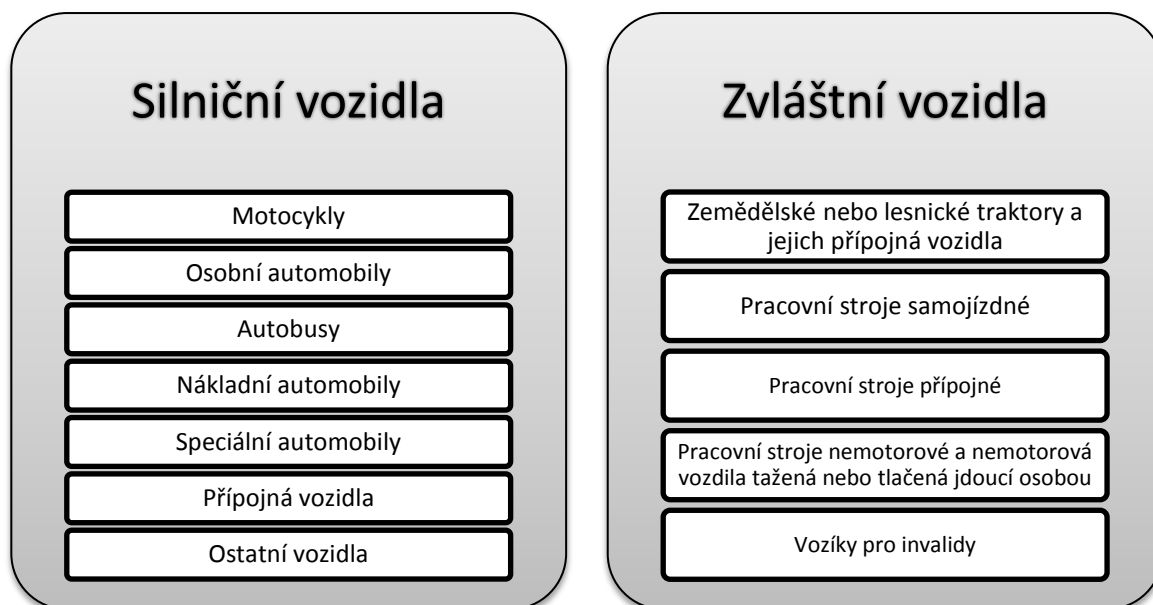 Silniční vozidla
Motocykly
Osobní automobily
Autobusy
Nákladní automobily
Speciální automobily
Přípojná vozidla
Ostatní vozidla
Zvláštní vozidla
Zemědělské nebo lesnické traktory a
jejich přípojná vozidla
Pracovní stroje samojízdné
Pracovní stroje přípojné
Pracovní stroje nemotorové a nemotorová
vozdila tažená nebo tlačená jdoucí osobou
Vozíky pro invalidy